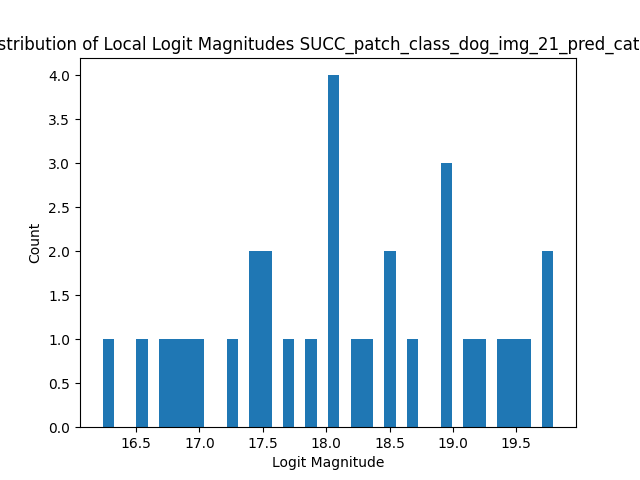 stribution of Local Logit Magnitudes SUCC_patch_class_dog_img_21_pred_cat
4.0
3.5
3.0
2.5
2.0
1.5
1.0
0.5
0.0
Count
16.5 17.0 17.5 18.0 18.5 19.0 19.5
Logit Magnitude